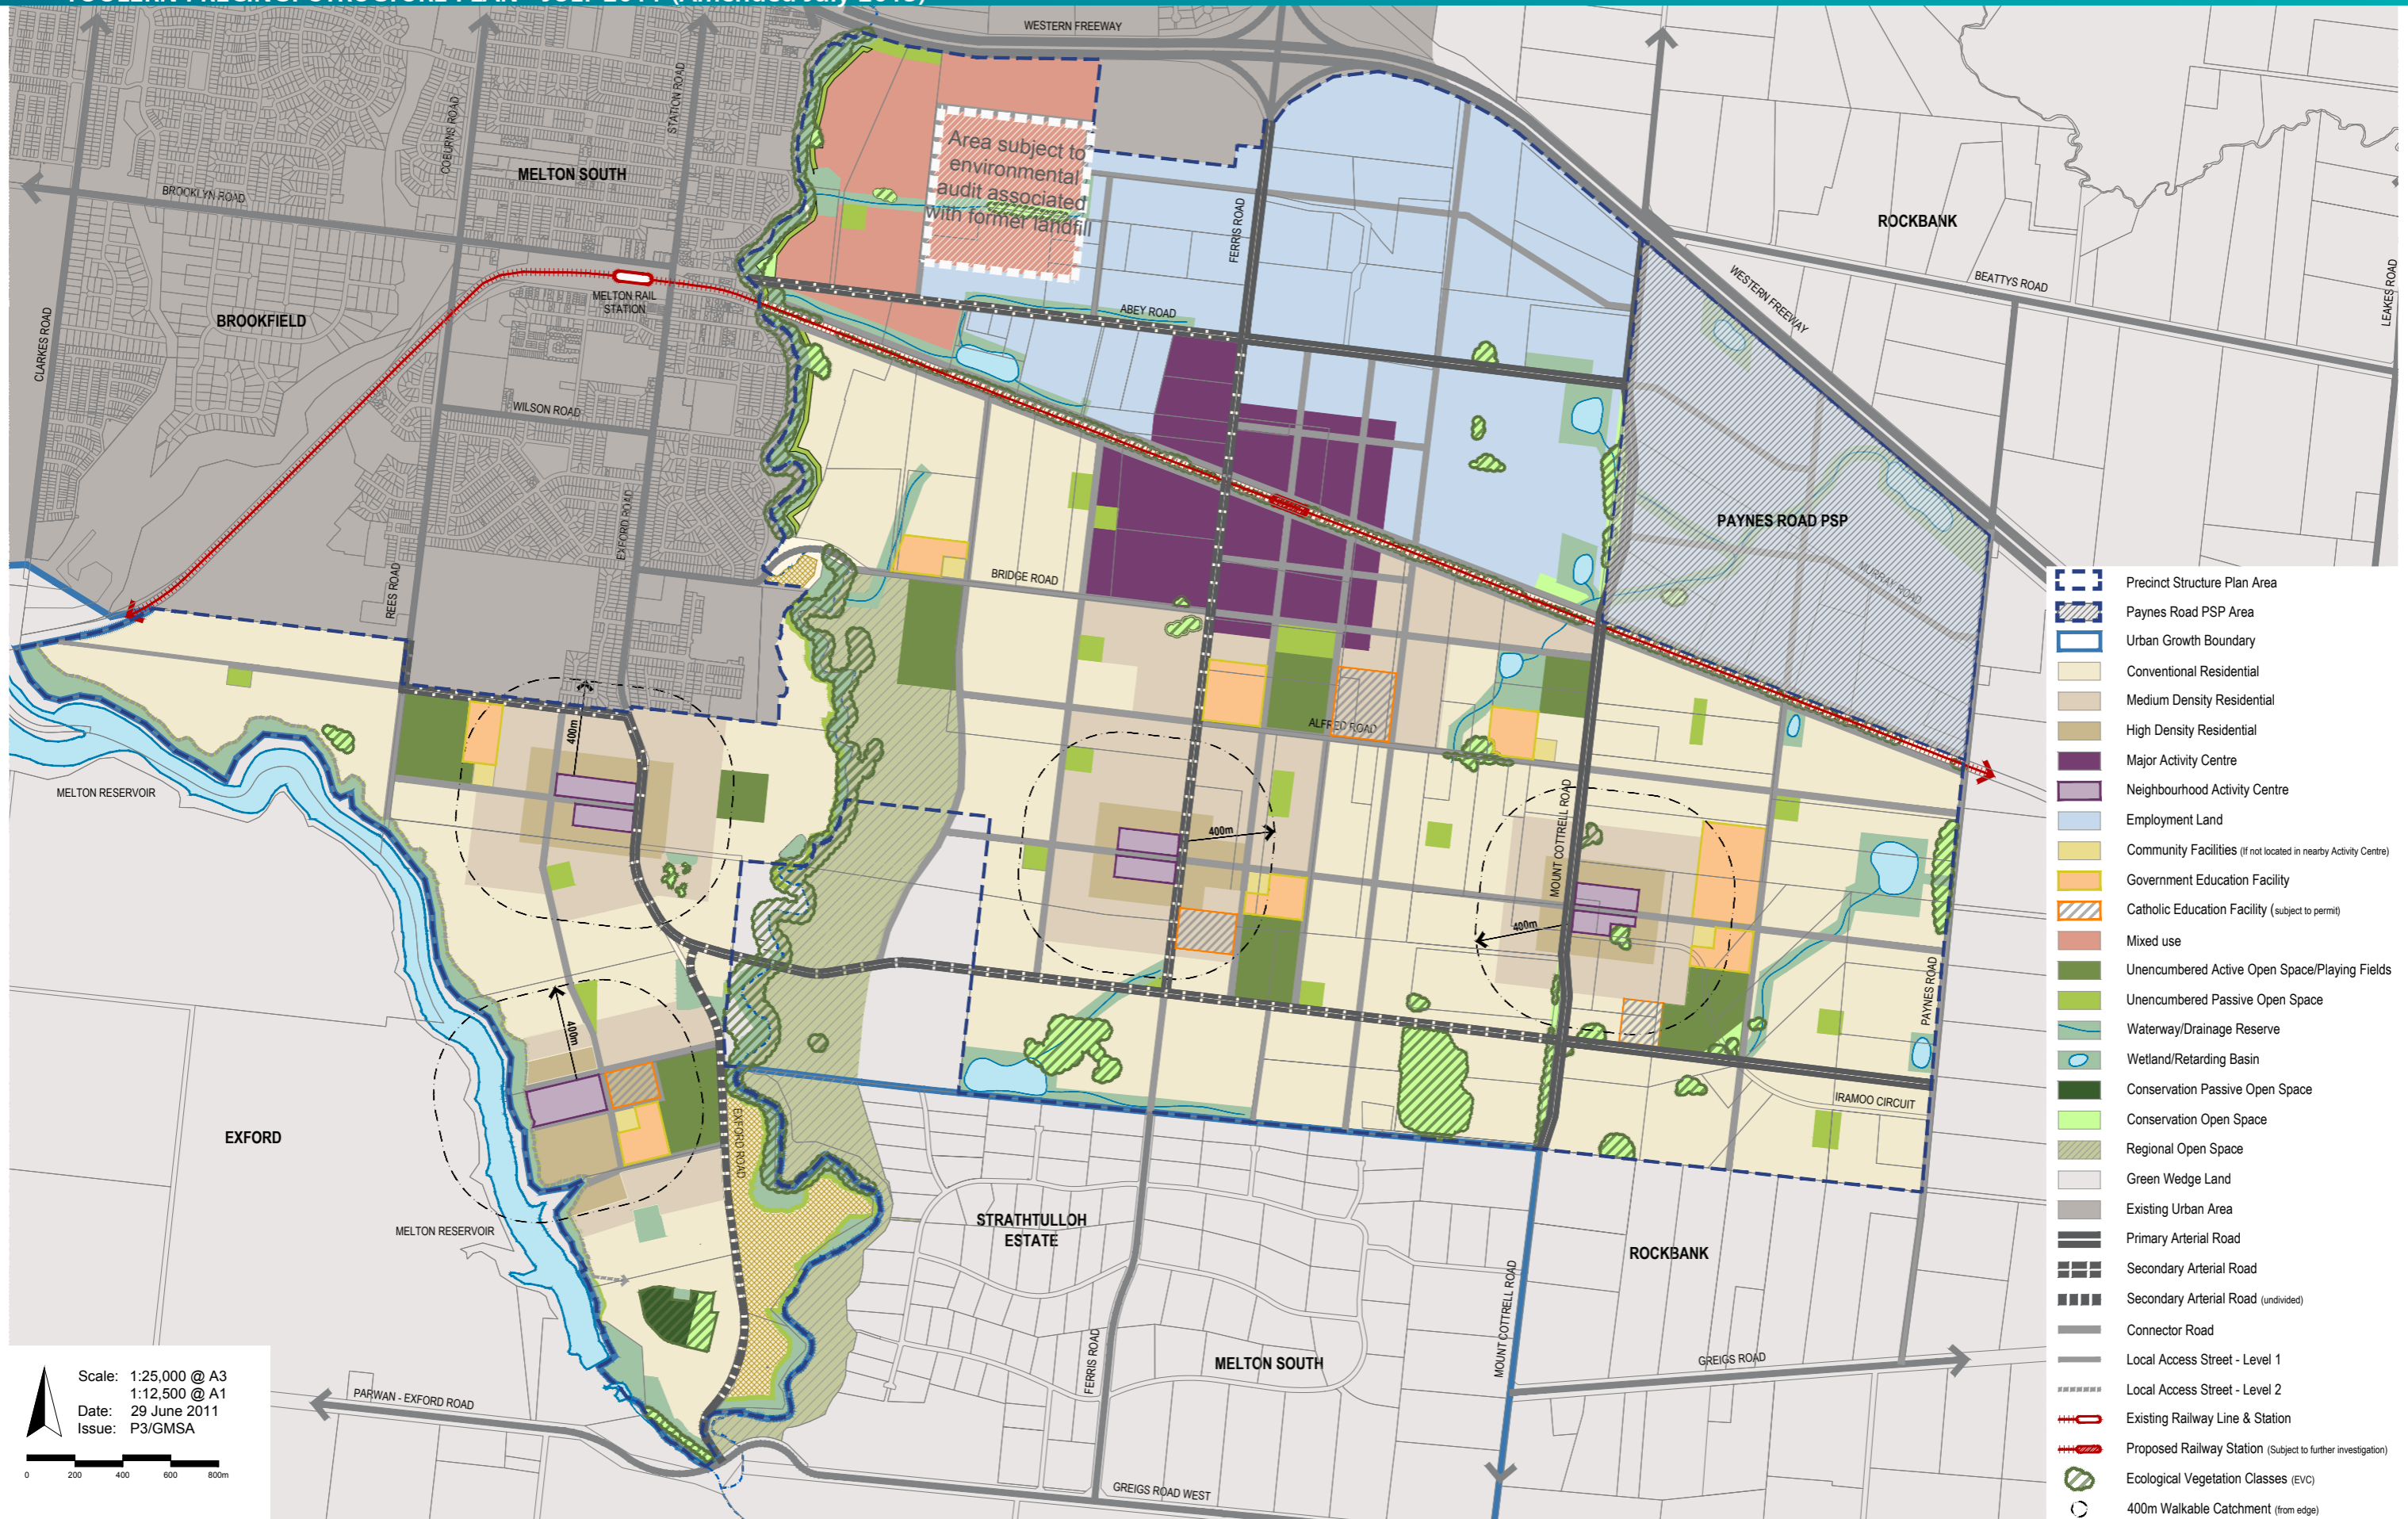 TOOLERN PRECINCT STRUCTURE PLAN - JULY 2011 (Amended July 2015)
WESTERN FREEWAY
COBURNS ROAD
STATION ROAD
MELTON SOUTH
BROOKLYN ROAD
Area subject to
environmental
audit associated
with former landfill
FERRIS ROAD
ROCKBANK
WESTERN FREEWAY
BEATTYS ROAD
LEAKES ROAD
MELTON RAIL
STATION
ABEY ROAD
BROOKFIELD
CLARKES ROAD
WILSON ROAD
EXFORD ROAD
PAYNES ROAD PSP
REES ROAD
BRIDGE ROAD
MURRAY ROAD
ALFRED ROAD
400m
MELTON RESERVOIR
MOUNT COTTRELL ROAD
400m
400m
PAYNES ROAD
400m
EXFORD
EXFORD ROAD
IRAMOO CIRCUIT
MELTON RESERVOIR
STRATHTULLOH
ESTATE
ROCKBANK
MOUNT COTTRELL ROAD
FERRIS ROAD
MELTON SOUTH
GREIGS ROAD
PARWAN - EXFORD ROAD
GREIGS ROAD WEST
Scale: 1:25,000 @ A3
1:12,500 @ A1
Date: 29 June 2011
Issue: P3/GMSA
0 200 400 600 800m
Precinct Structure Plan Area
Paynes Road PSP Area
Urban Growth Boundary
Conventional Residential
Medium Density Residential
High Density Residential
Major Activity Centre
Neighbourhood Activity Centre
Employment Land
Community Facilities (If not located in nearby Activity Centre)
Government Education Facility
Catholic Education Facility (subject to permit)
Mixed use
Unencumbered Active Open Space/Playing Fields
Unencumbered Passive Open Space
Waterway/Drainage Reserve
Wetland/Retarding Basin
Conservation Passive Open Space
Conservation Open Space
Regional Open Space
Green Wedge Land
Existing Urban Area
Primary Arterial Road
Secondary Arterial Road
Secondary Arterial Road (undivided)
Connector Road
Local Access Street - Level 1
Local Access Street - Level 2
Existing Railway Line & Station
Proposed Railway Station (Subject to further investigation)
Ecological Vegetation Classes (EVC)
400m Walkable Catchment (from edge)